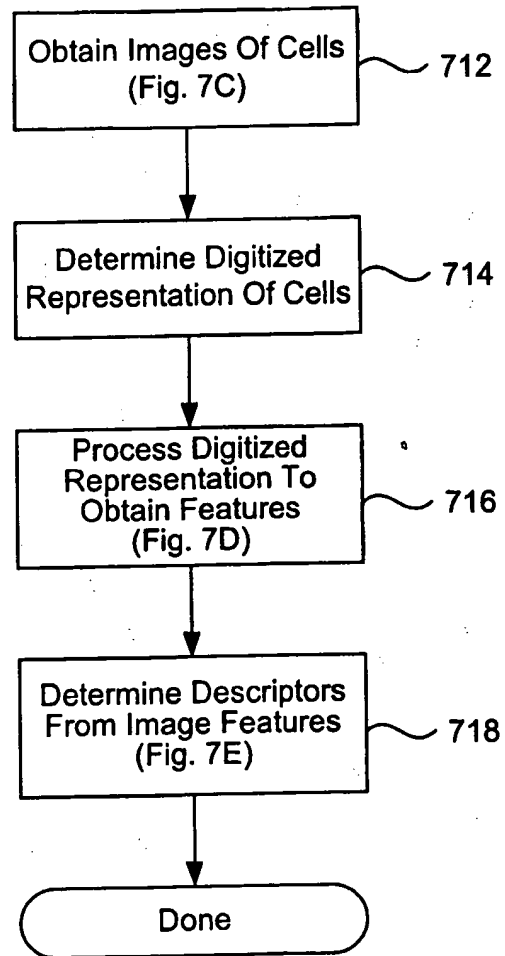 Obtain Images Of Cells
(Fig. 7C)
712
Determine Digitized
Representation Of Cells
714
Process Digitized
Representation To
Obtain Features
(Fig. 7D)
716
Determine Descriptors
From Image Features
(Fig. 7E)
718
Done